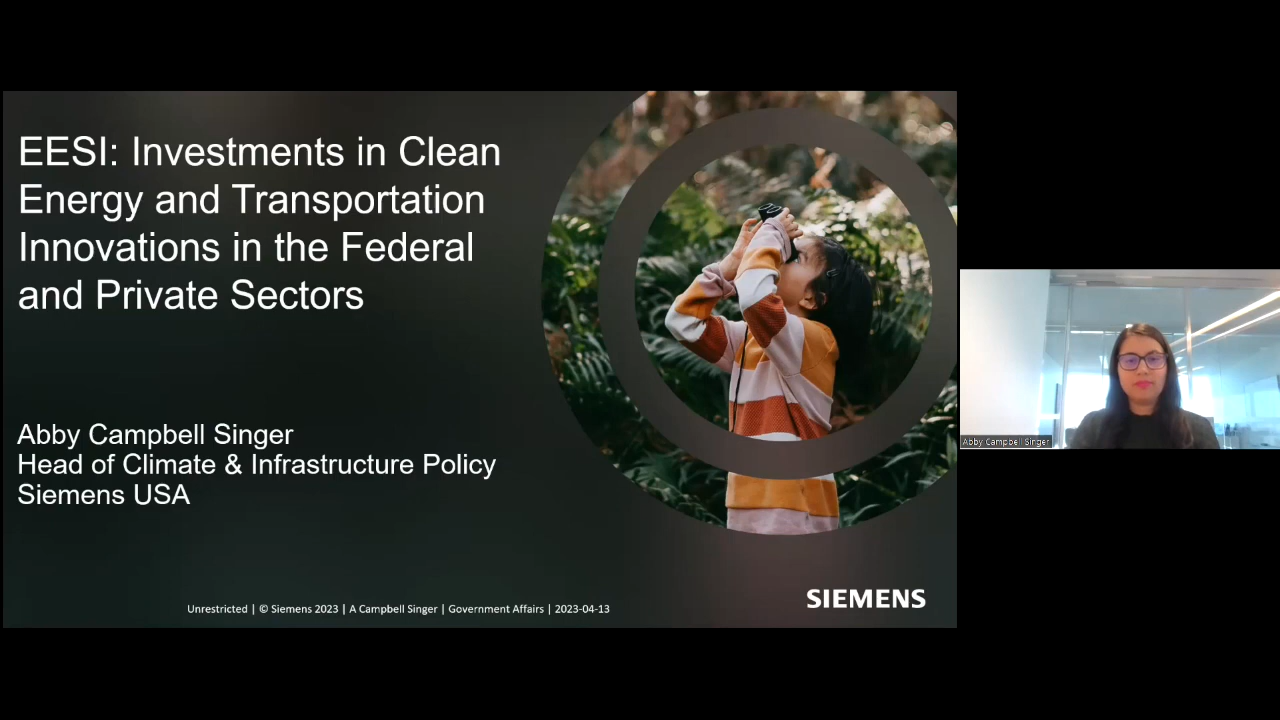 EESI: Investments in Clean
Energy and Transportation
Innovations in the Federal
and Private Sectors
Abby Campbell Singer
Head of Climate & Infrastructure Policy
Siemens USA
Unrestricted | © Siemens 2023 | A Campbell Singer | Government Affairs | 2023-04-13
SIEMENS
Abby Campbell Singer